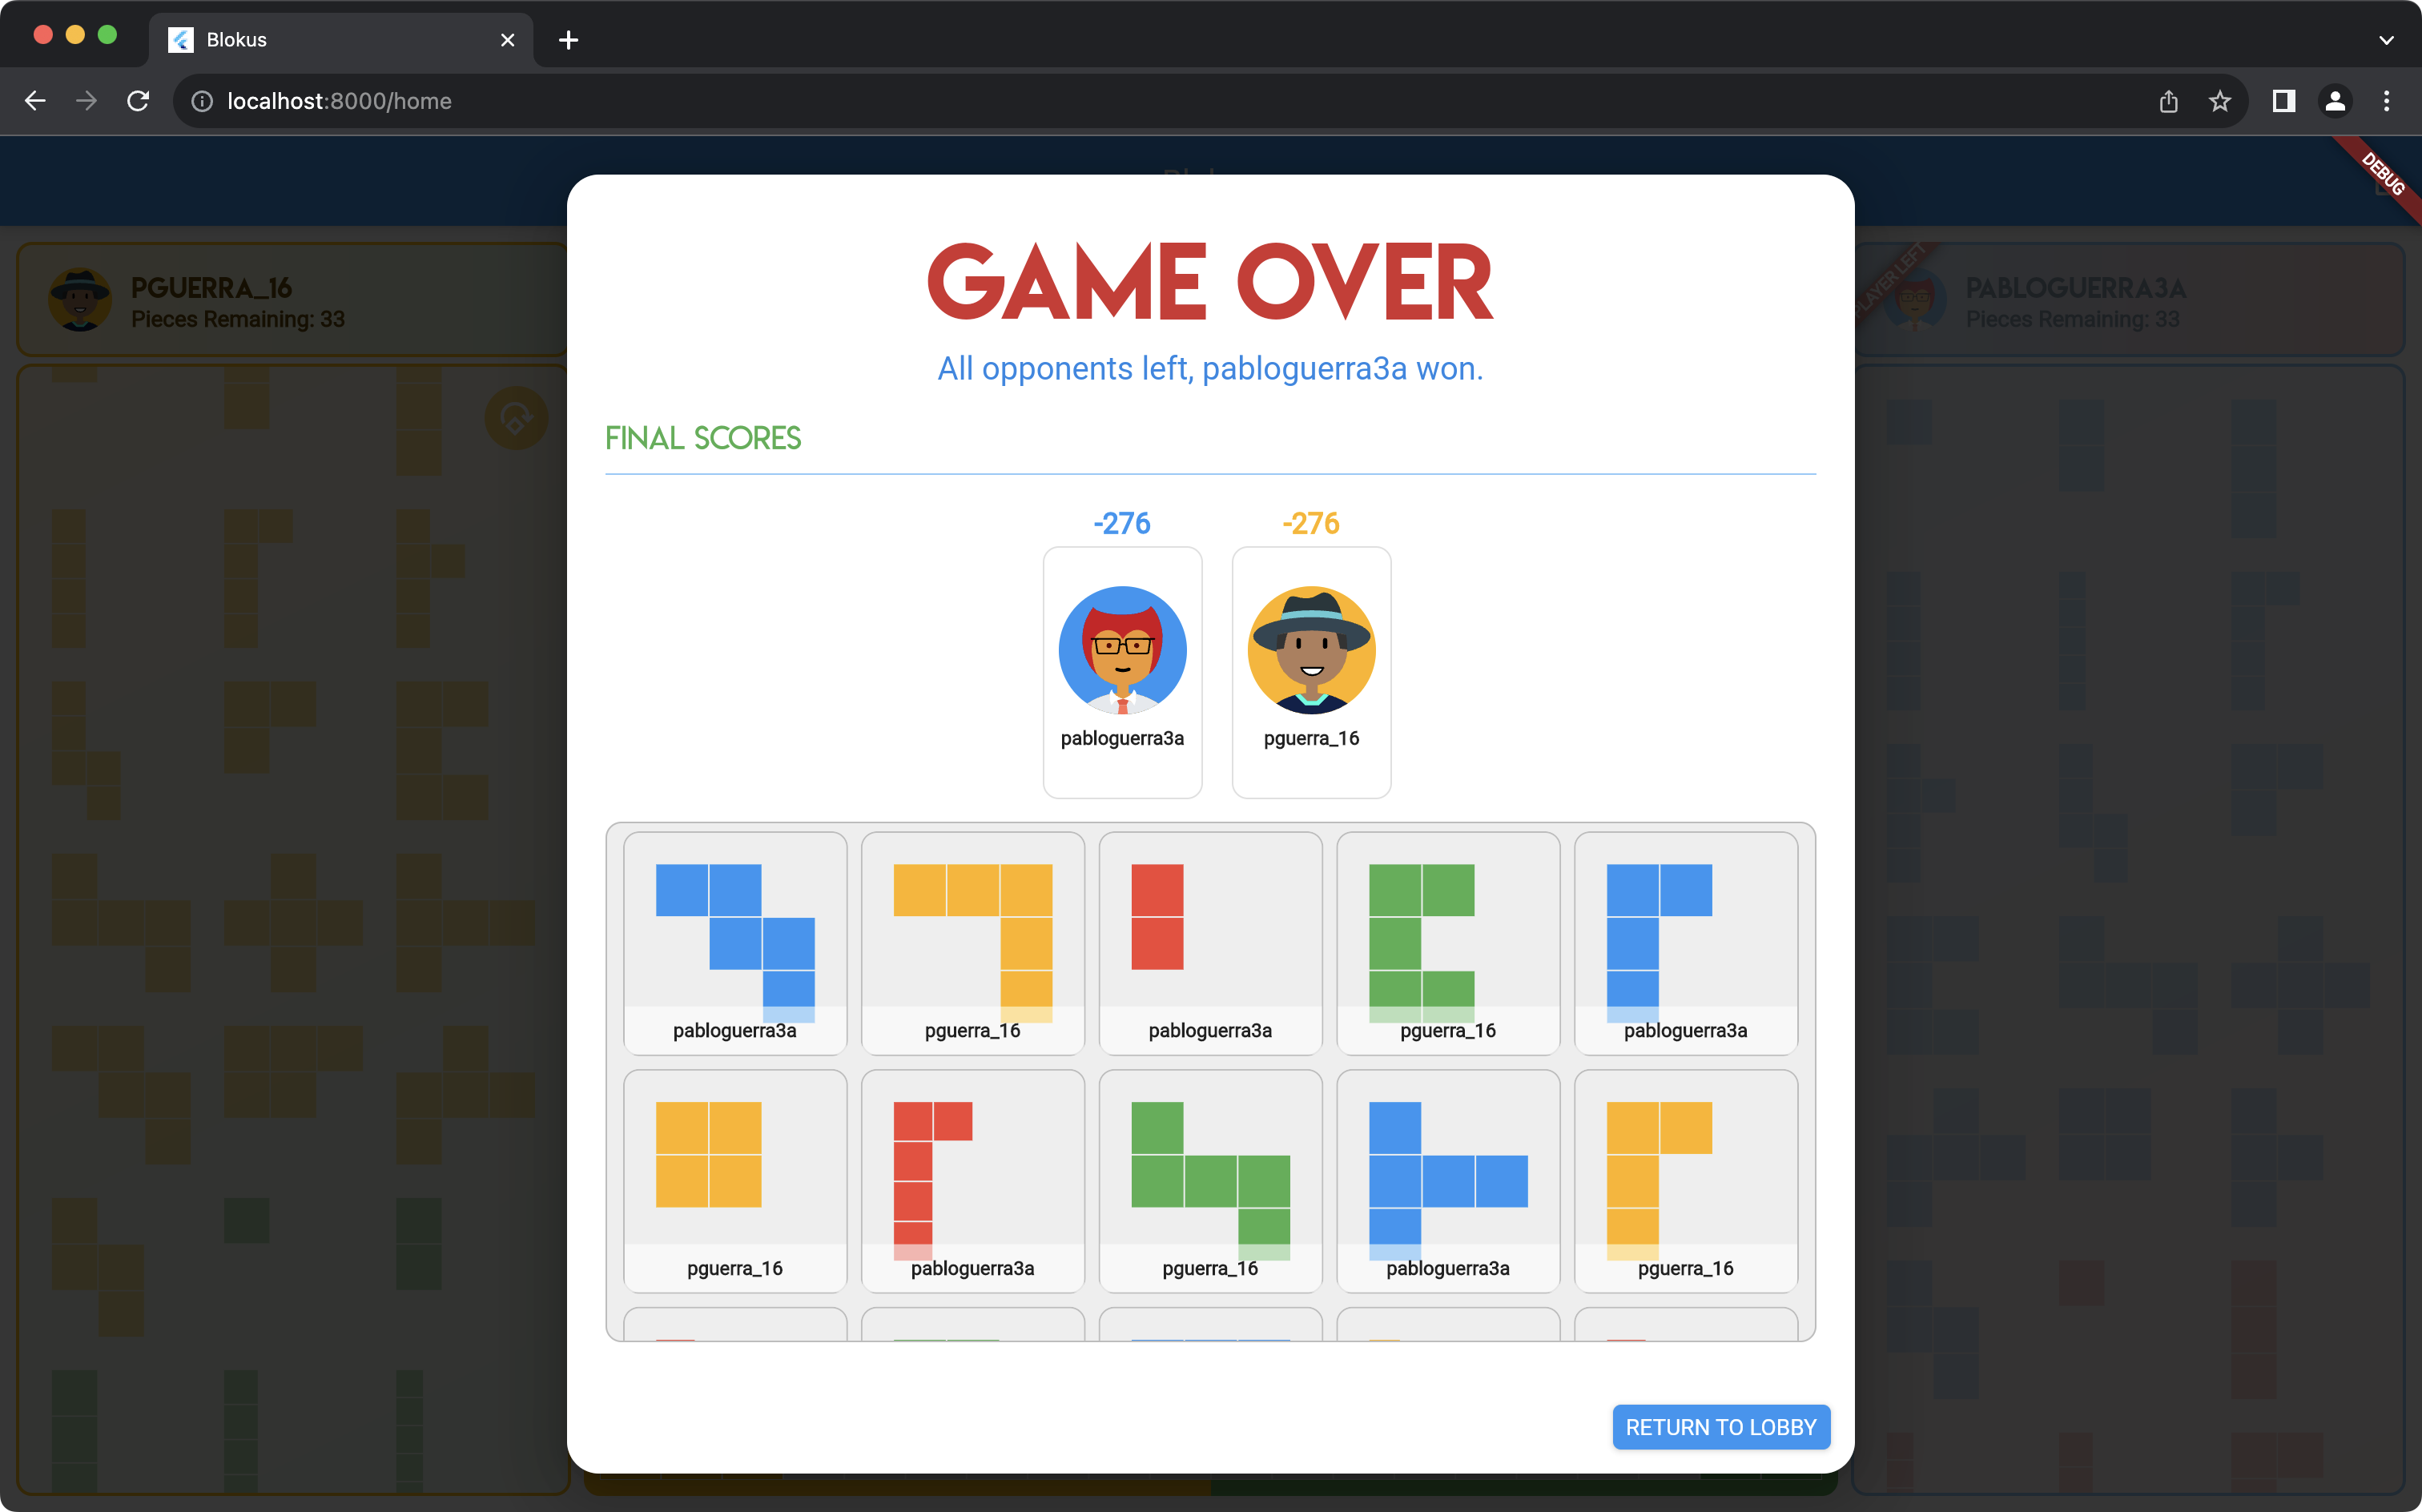 Blokus
localhost:8000/home
DEBUG
PGUERRA_16
Pieces Remaining: 33
PLAYER LEFT
PABLOGUERRA3A
Pieces Remaining: 33
GAME OVER
All opponents left, pabloguerra3a won.
FINAL SCORES
-276
-276
pabloguerra3a
pguerra_16
pabloguerra3a
pguerra_16
pabloguerra3a
pguerra_16
pabloguerra3a
pguerra_16
pabloguerra3a
pguerra_16
pabloguerra3a
pguerra_16
RETURN TO LOBBY